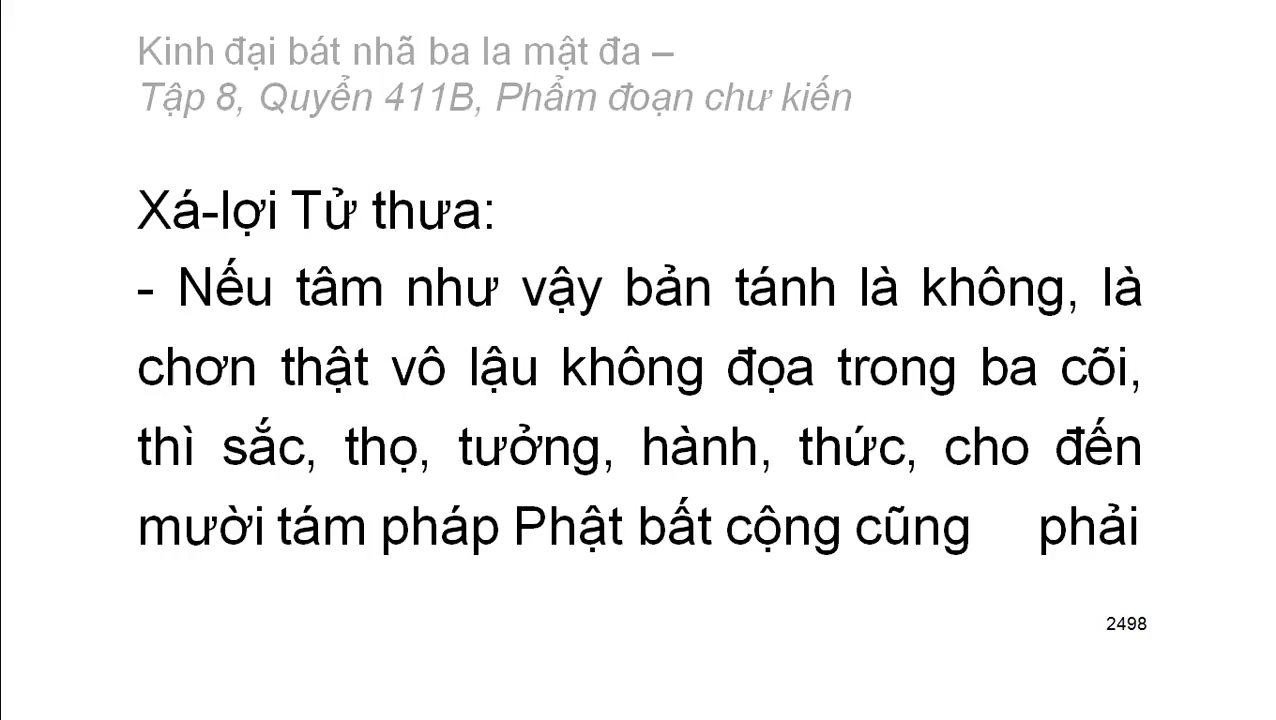 Kinh đại bát nhã ba la mật đa –
Tập 8, Quyển 411B, Phẩm đoạn chư kiến
Xá-lợi Tử thưa:
- Nếu tâm như vậy bản tánh là không, là
chơn thật vô lậu không đọa trong ba cõi,
thì sắc, thọ, tưởng, hành, thức, cho đến
mười tám pháp Phật bất cộng cũng phải
2498